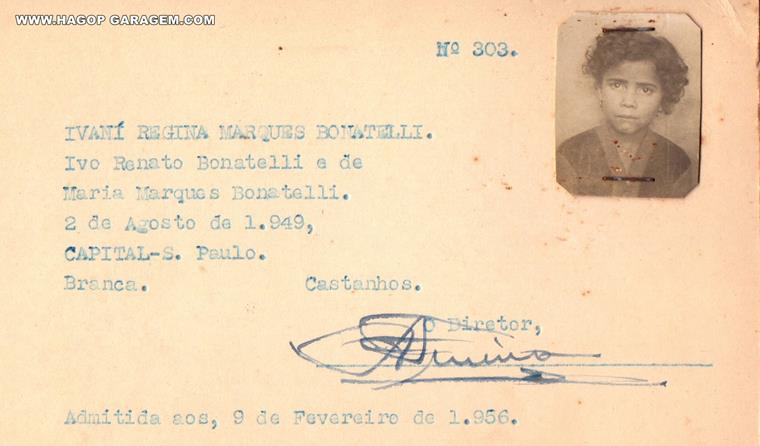 WWW.HAGOP GARAGEM.COM
Nº 303.
IVANÍ REGINA MARQUES BONATELLI.
Ivo Renato Bonatelli e de
Maria Marques Bonatelli.
2 de Agosto de 1.949,
CAPITAL-S. Paulo.
Branca. Castanhos.
O Diretor,
Admitida aos, 9 de Fevereiro de 1.956.